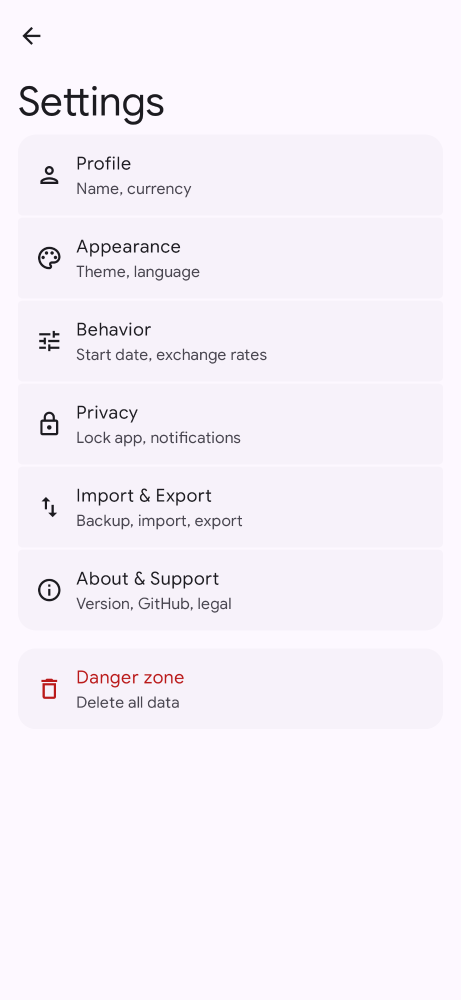 Settings
Profile
Name, currency
Appearance
Theme, language
Behavior
Start date, exchange rates
Privacy
Lock app, notifications
Import & Export
Backup, import, export
About & Support
Version, GitHub, legal
Danger zone
Delete all data